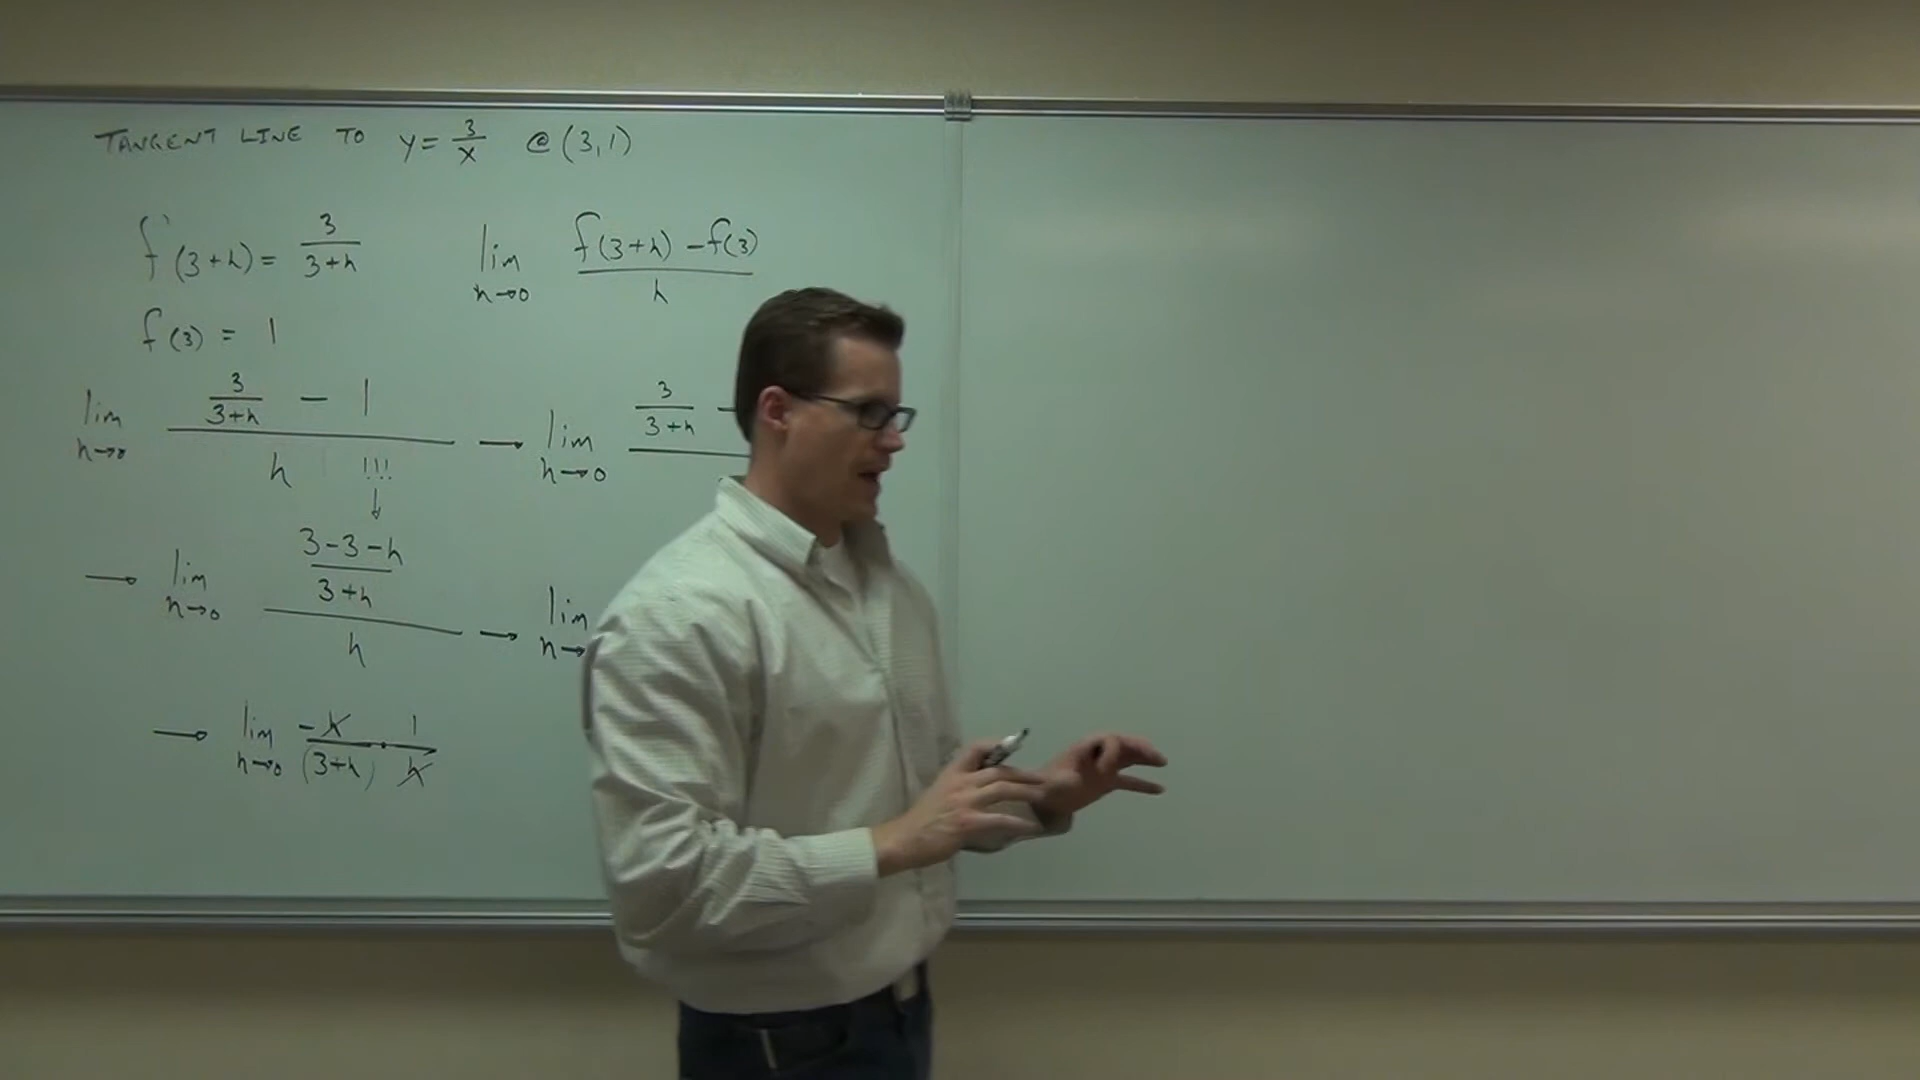 TANGENT LINE TO y = 3/x @ (3,1)
f(3+h) = 3/(3+h)
lim h→0 (f(3+h) - f(3))/h
f(3) = 1
lim h→0 (3/(3+h) - 1)/h → lim h→0 3/(3+h) -
!!!
↓
→ lim h→0 ((3-3-h)/(3+h))/h → lim h→
→ lim h→0 -h/(3+h) · 1/h